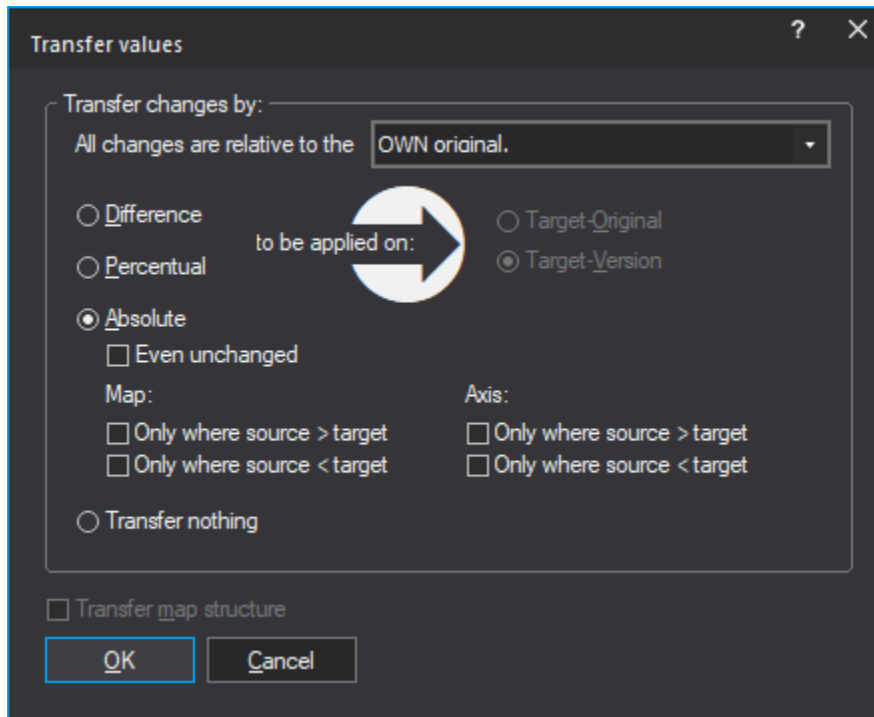 Transfer values
?
Transfer changes by:
All changes are relative to the
OWN original.
Difference
Percentual
to be applied on:
Target-Original
Target-Version
Absolute
Even unchanged
Map:
Axis:
Only where source > target
Only where source > target
Only where source < target
Only where source < target
Transfer nothing
Transfer map structure
OK
Cancel